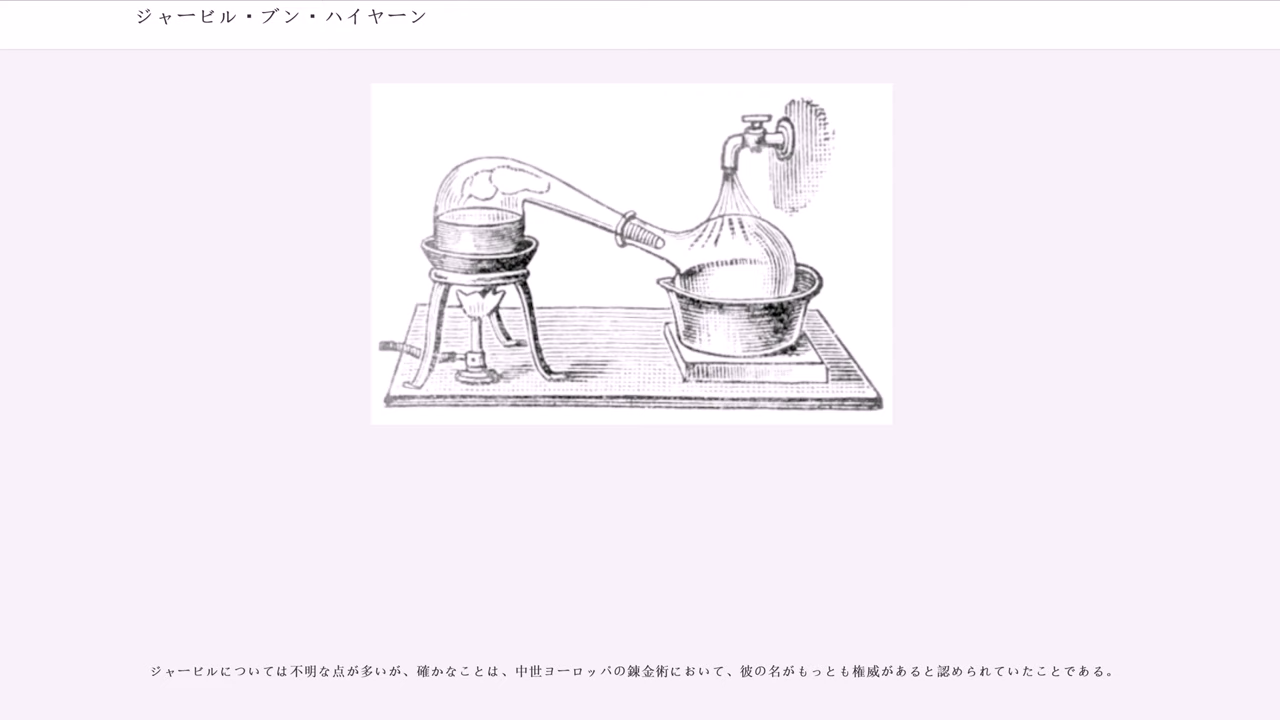 ジャービル・ブン・ハイヤーン
ジャービルについては不明な点が多いが、確かなことは、中世ヨーロッパの錬金術において、彼の名がもっとも権威があると認められていたことである。